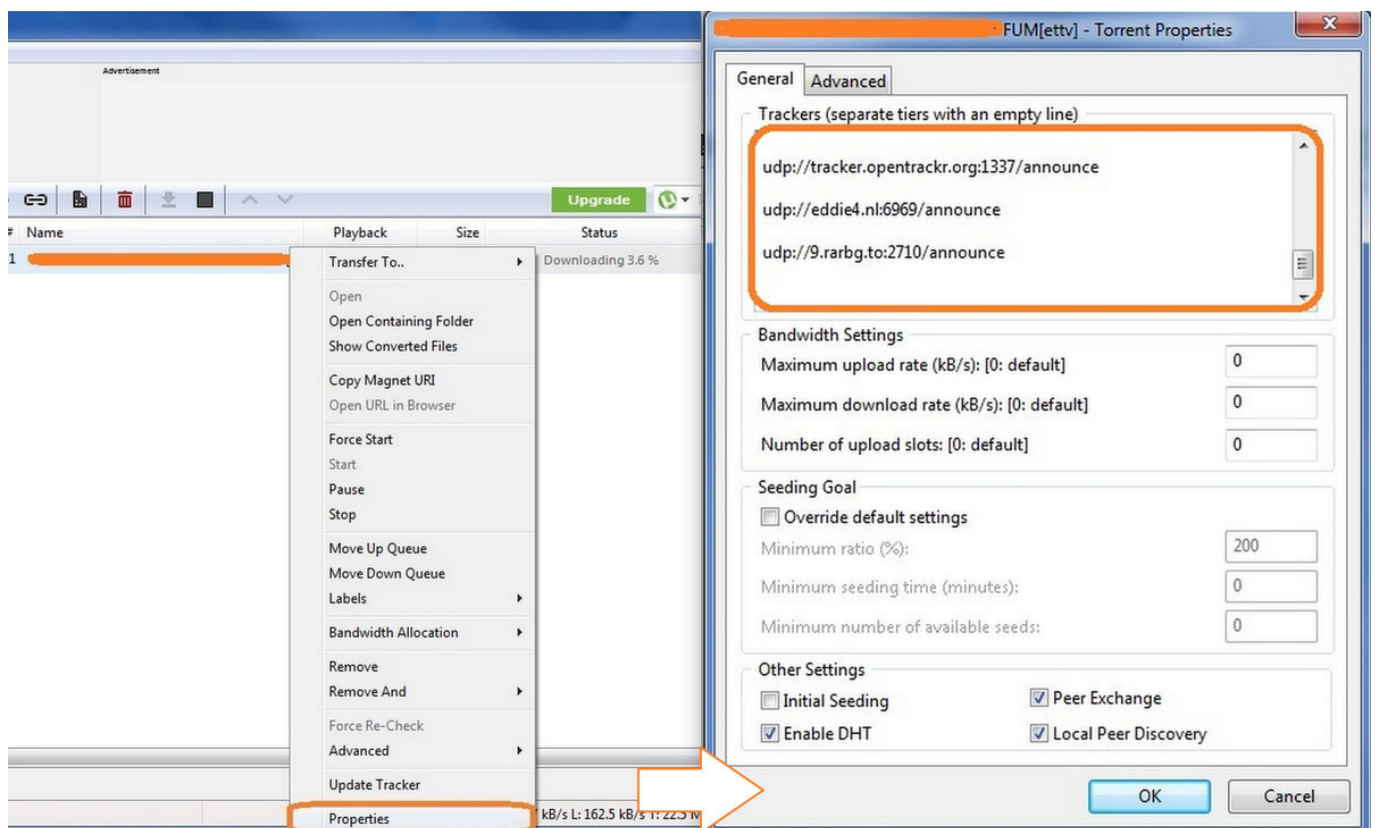 Advertisement
Upgrade
# Name Playback Size Status
1 Downloading 3.6 %
Transfer To..
Open
Open Containing Folder
Show Converted Files
Copy Magnet URI
Open URL in Browser
Force Start
Start
Pause
Stop
Move Up Queue
Move Down Queue
Labels
Bandwidth Allocation
Remove
Remove And
Force Re-Check
Advanced
Update Tracker
Properties
kB/s L: 162.5 kB/s T: 22.5
FUM[ettv] - Torrent Properties
General Advanced
Trackers (separate tiers with an empty line)
udp://tracker.opentrackr.org:1337/announce
udp://eddie4.nl:6969/announce
udp://9.rarbg.to:2710/announce
Bandwidth Settings
Maximum upload rate (kB/s): [0: default] 0
Maximum download rate (kB/s): [0: default] 0
Number of upload slots: [0: default] 0
Seeding Goal
Override default settings
Minimum ratio (%): 200
Minimum seeding time (minutes): 0
Minimum number of available seeds: 0
Other Settings
Initial Seeding Peer Exchange
Enable DHT Local Peer Discovery
OK Cancel